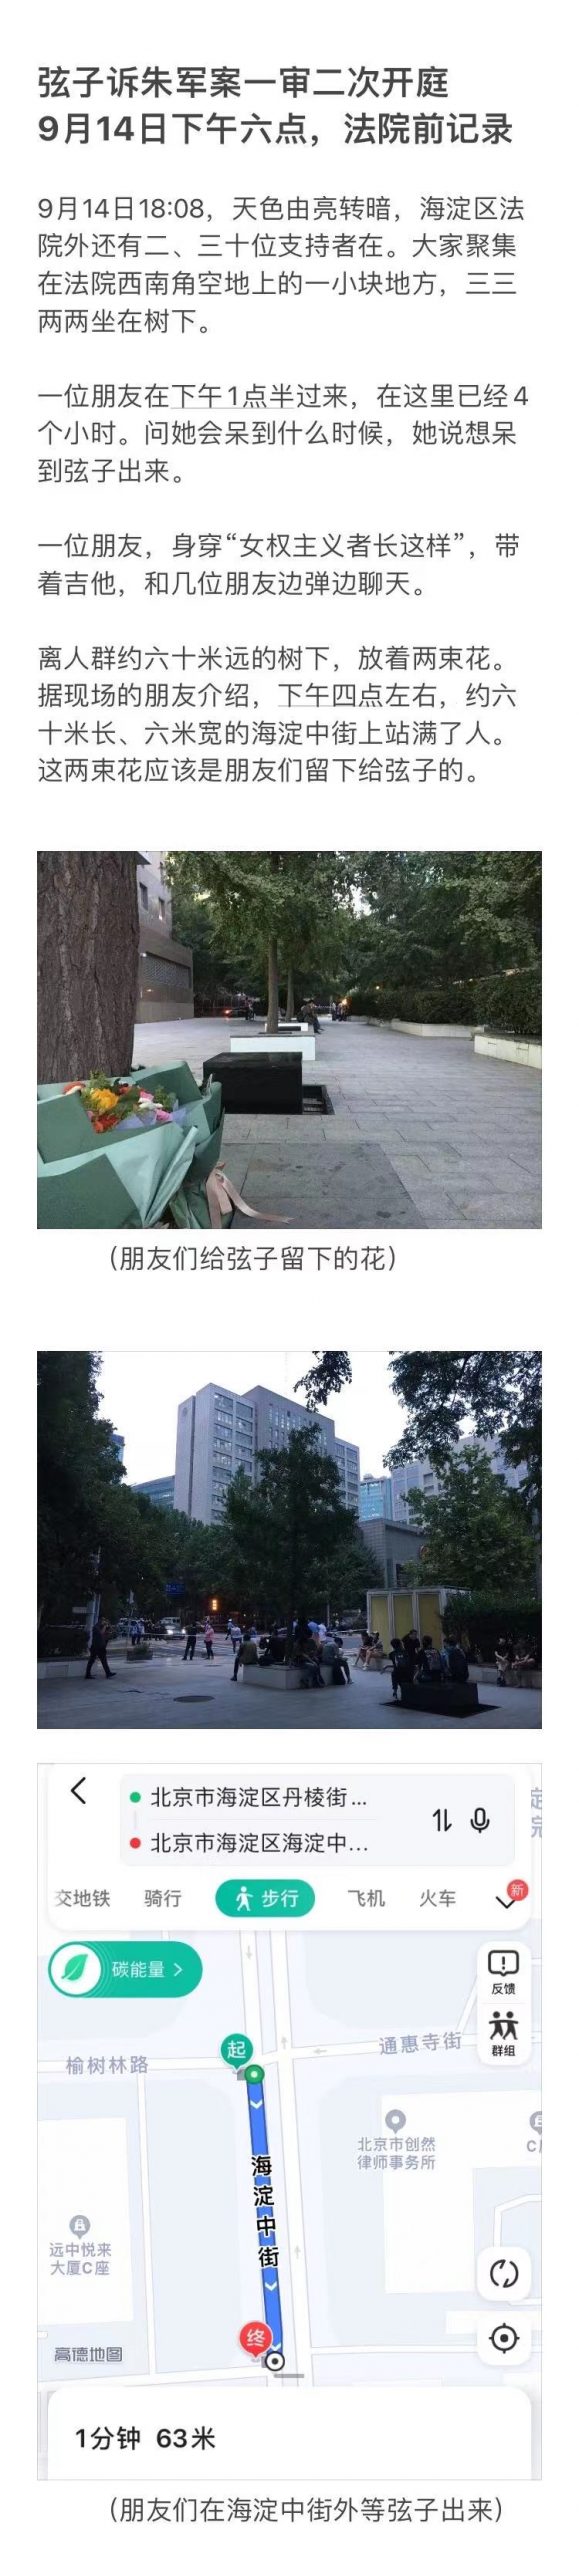 弦子诉朱军案一审二次开庭
9月14日下午六点，法院前记录
9月14日18:08，天色由亮转暗，海淀区法
院外还有二、三十位支持者在。大家聚集
在法院西南角空地上的一小块地方，三三
两两坐在树下。
一位朋友在下午1点半过来，在这里已经4
个小时。问她会呆到什么时候，她说想呆
到弦子出来。
一位朋友，身穿“女权主义者长这样”，带
着吉他，和几位朋友边弹边聊天。
离人群约六十米远的树下，放着两束花。
据现场的朋友介绍，下午四点左右，约六
十米长、六米宽的海淀中街上站满了人。
这两束花应该是朋友们留下给弦子的。
（朋友们给弦子留下的花）
北京市海淀区丹棱街...
北京市海淀区海淀中...
交地铁 骑行 步行 飞机 火车 新
碳能量
反馈
群组
起
通惠寺街
榆树林路
北京市创然
律师事务所
海淀中街
远中悦来
大厦C座
终
高德地图
1分钟 63米
（朋友们在海淀中街外等弦子出来）